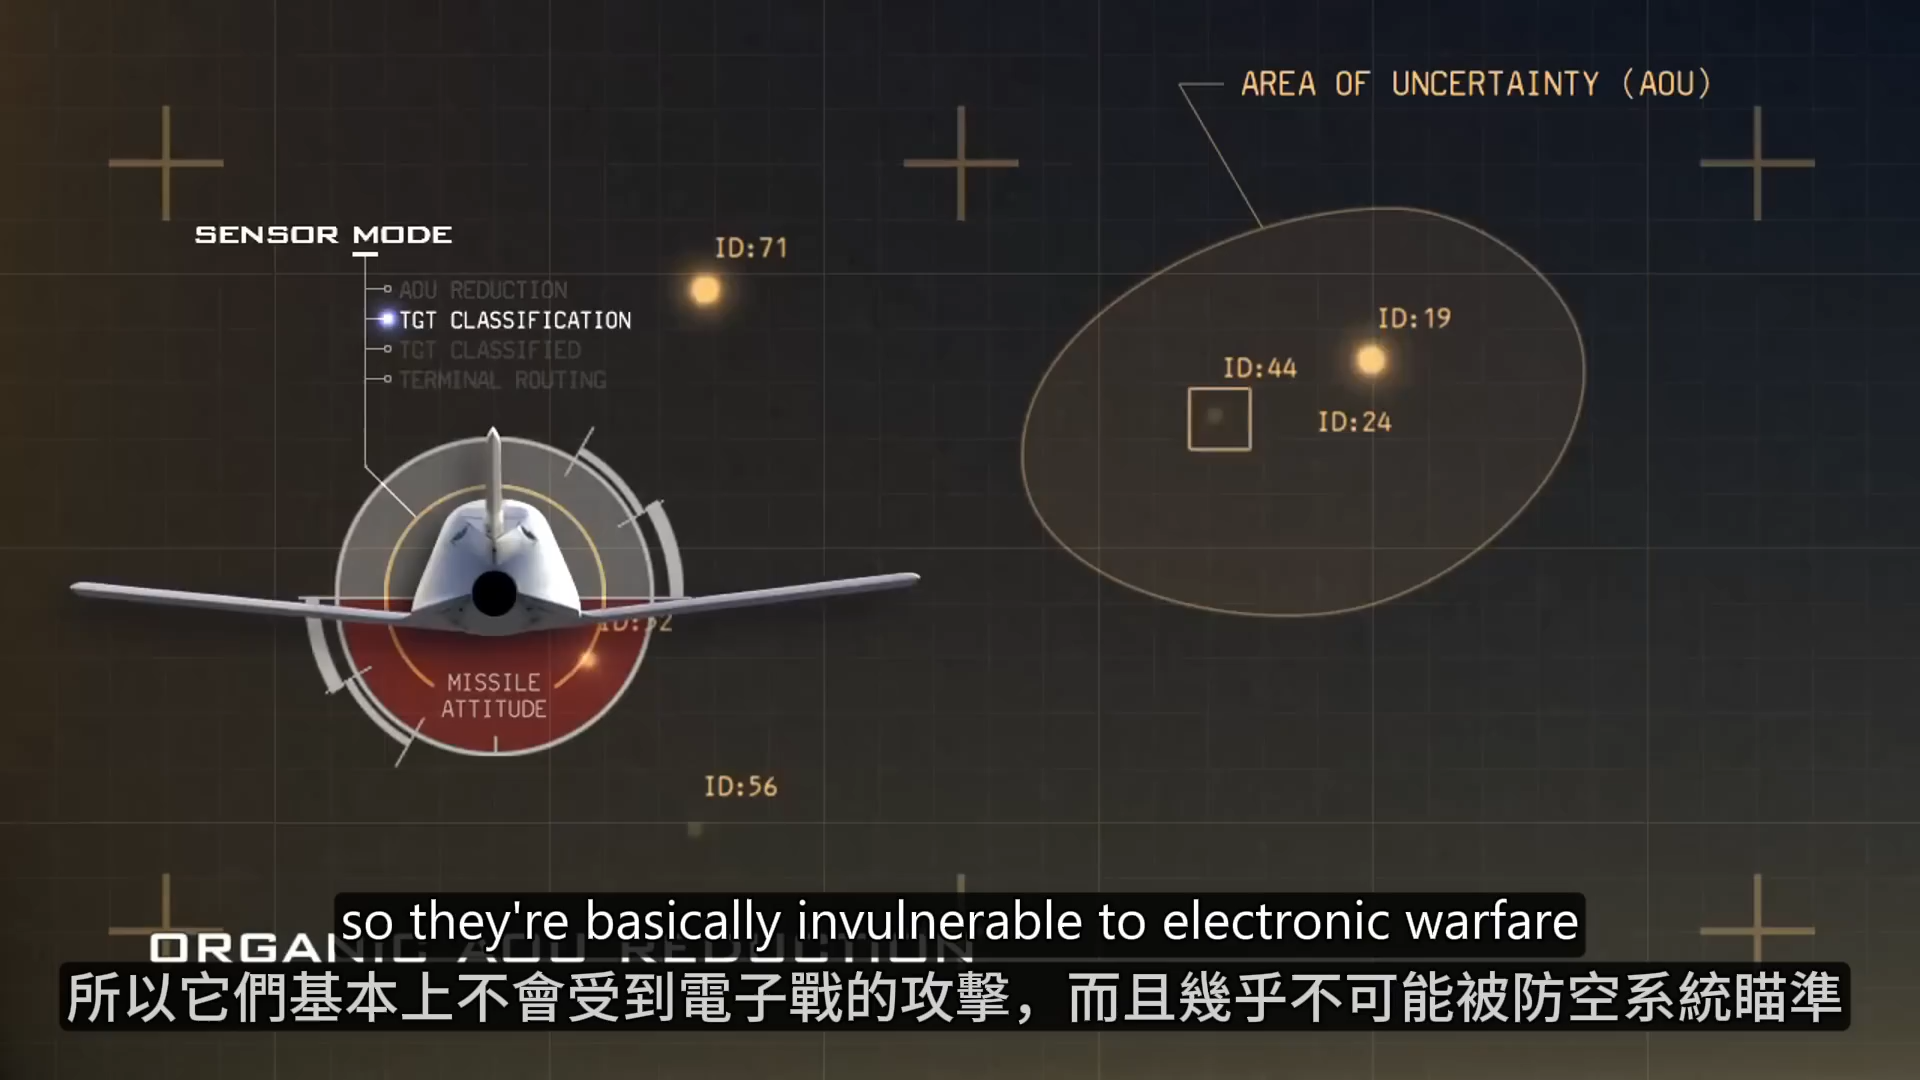 AREA OF UNCERTAINTY (AOU)
SENSOR MODE
ID:71
AOU REDUCTION
TGT CLASSIFICATION
TGT CLASSIFIED
TERMINAL ROUTING
ID:19
ID:44
ID:24
MISSILE
ATTITUDE
ID:56
so they're basically invulnerable to electronic warfare
ORGANIC AOU REDUCTION
所以它們基本上不會受到電子戰的攻擊，而且幾乎不可能被防空系統瞄準